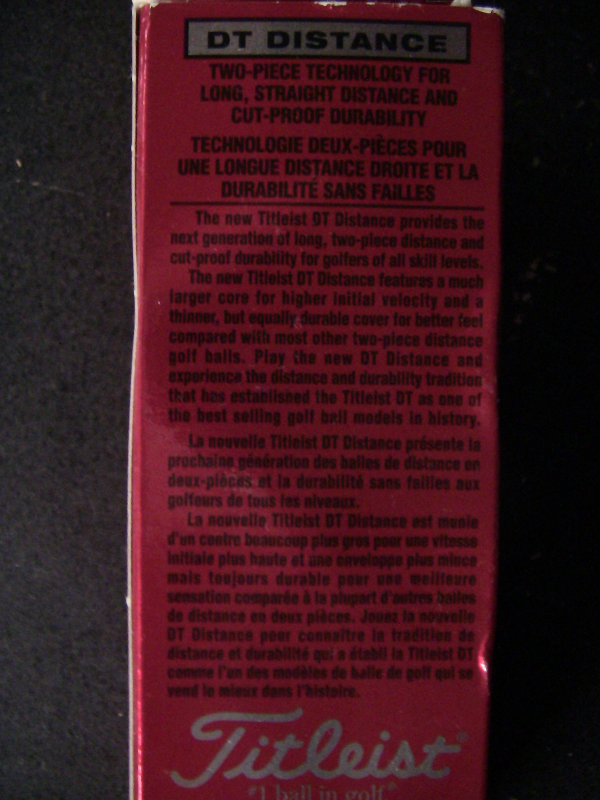 DT DISTANCE
TWO-PIECE TECHNOLOGY FOR
LONG, STRAIGHT DISTANCE AND
CUT-PROOF DURABILITY
TECHNOLOGIE DEUX-PIÈCES POUR
UNE LONGUE DISTANCE DROITE ET LA
DURABILITÉ SANS FAILLES
The new Titleist DT Distance provides the
next generation of long, two-piece distance and
cut-proof durability for golfers of all skill levels.
The new Titleist DT Distance features a much
larger core for higher initial velocity and a
thinner, but equally durable cover for better feel
compared with most other two-piece distance
golf balls. Play the new DT Distance and
experience the distance and durability tradition
that has established the Titleist DT as one of
the best selling golf ball models in history.
La nouvelle Titleist DT Distance présente la
prochaine génération des balles de distance en
deux-pièces et la durabilité sans failles aux
golfeurs de tous les niveaux.
La nouvelle Titleist DT Distance est munie
d'un centre beaucoup plus gros pour une vitesse
initiale plus haute et une enveloppe plus mince
mais toujours durable pour une meilleure
sensation comparée à la plupart d'autres balles
de distance en deux pièces. Jouez la nouvelle
DT Distance pour connaître la tradition de
distance et durabilité qui a établi la Titleist DT
comme l'un des modèles de balle de golf qui se
vend le mieux dans l'histoire.
Titleist®
#1 ball in golf®